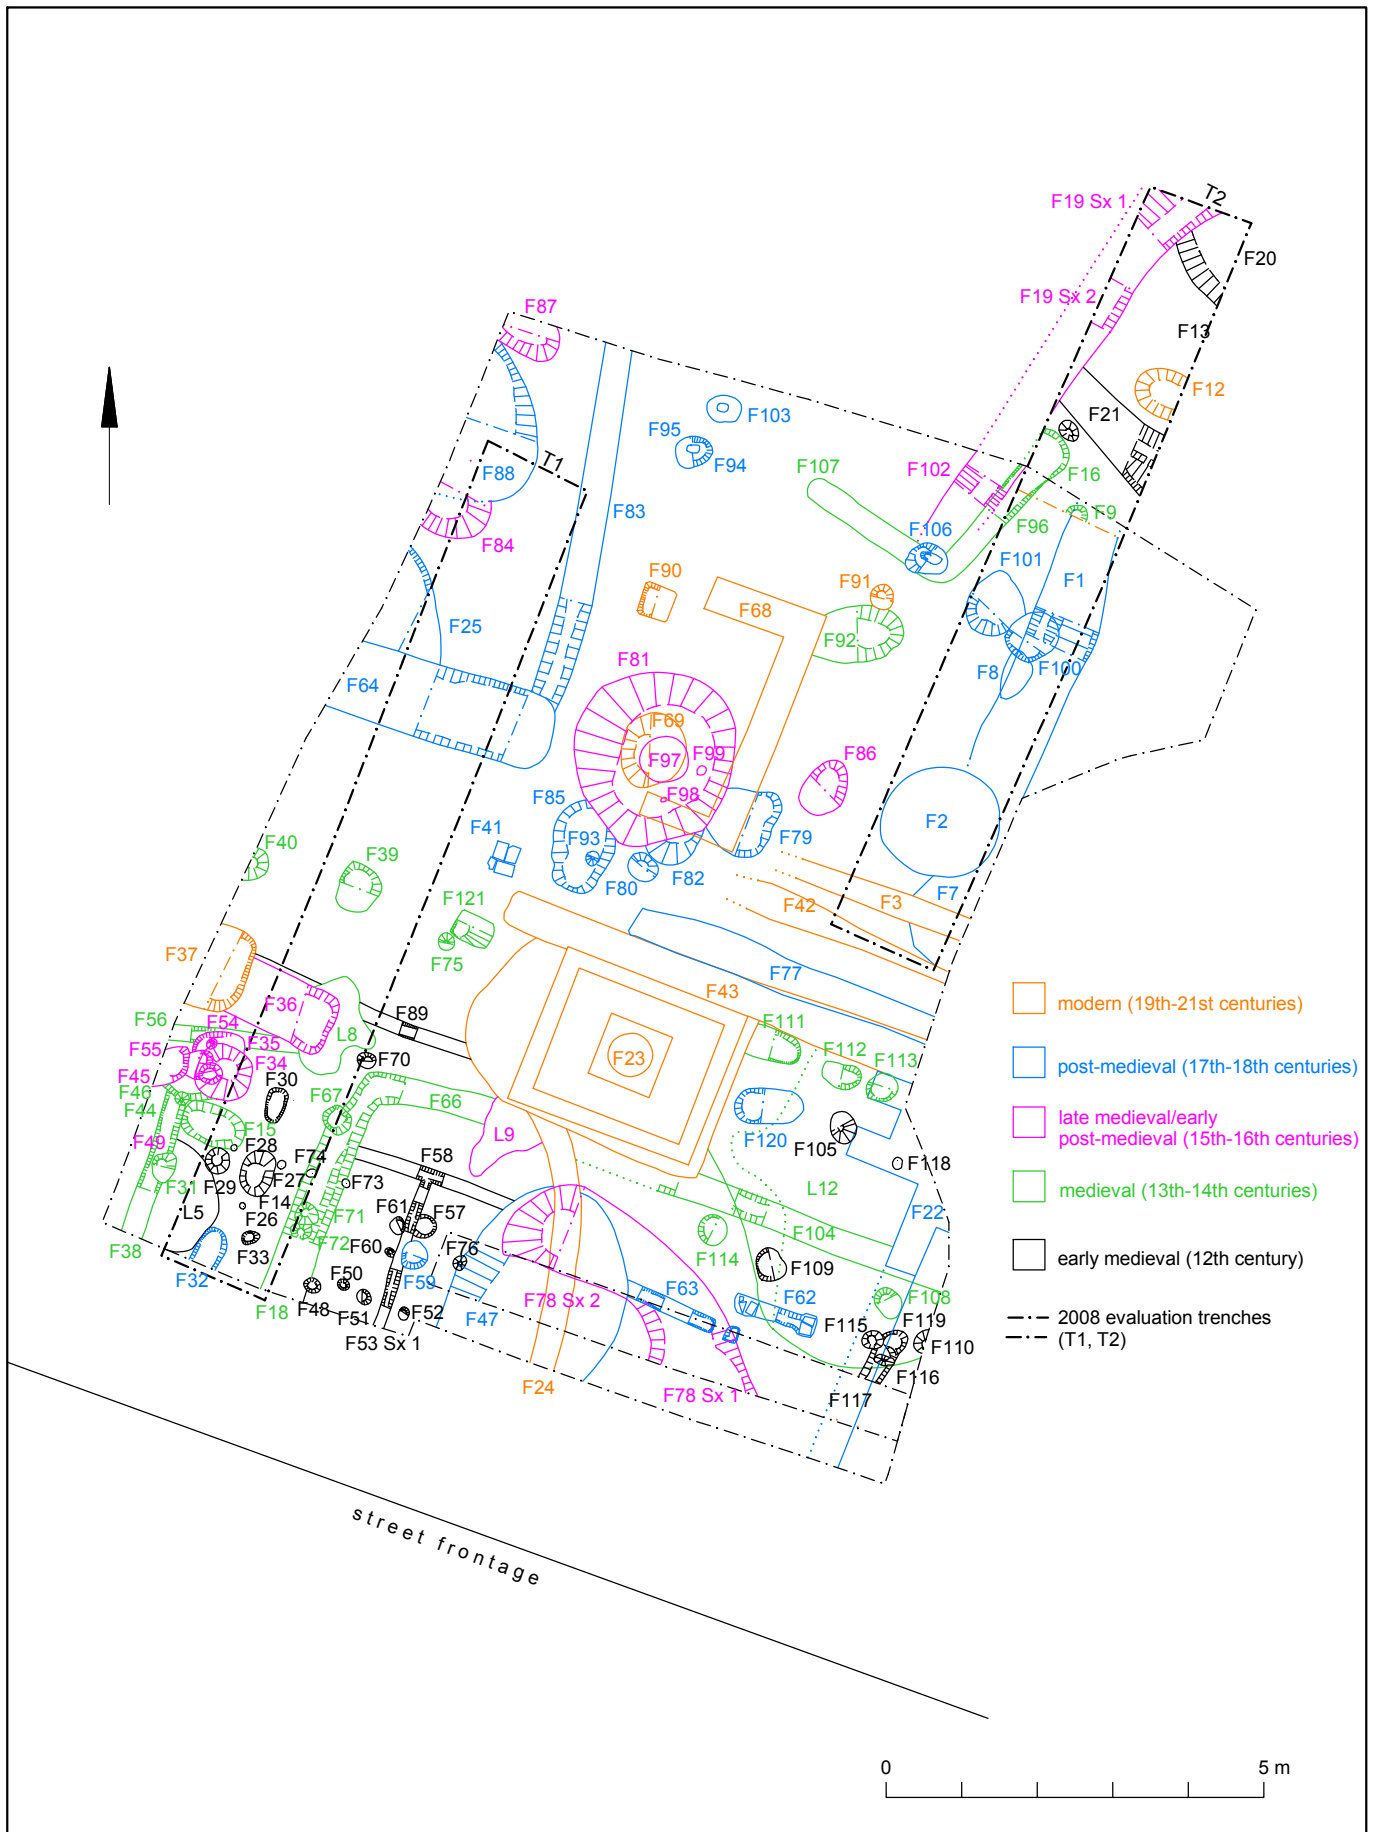 T2
F19 Sx 1
F20
F19 Sx 2
F13
F87
F12
F103
F21
F95
F94
T1
F88
F107
F102
F16
F83
F9
F96
F106
F84
F101
F91
F90
F1
F68
F25
F92
F81
F8
F100
F64
F69
F99
F97
F86
F98
F85
F41
F79
F2
F93
F40
F39
F80
F82
F7
F121
F42
F3
F37
F75
F77
F36
F43
modern (19th-21st centuries)
F56
F54
F89
F111
L8
F35
F55
F23
F112
F113
F34
F70
post-medieval (17th-18th centuries)
F45
F30
F46
F67
F66
F44
late medieval/early
post-medieval (15th-16th centuries)
F15
L9
F49
F28
F120
F105
F74
F58
F118
F27
F73
F31
F29
F14
L12
medieval (13th-14th centuries)
L5
F26
F61
F57
F22
F71
F104
F38
F33
F72
F60
F76
F114
F59
F109
early medieval (12th century)
F32
F50
F63
F62
F108
F18
F48
F51
F52
F47
F78 Sx 2
F115
F119
2008 evaluation trenches
(T1, T2)
F53 Sx 1
F110
F116
F24
F78 Sx 1
F117
street frontage
0
5 m